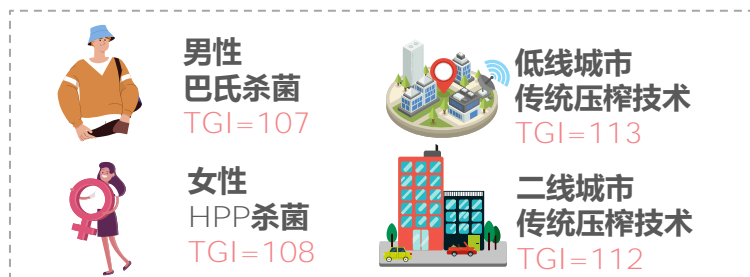 男性
巴氏杀菌
TGI=107
低线城市
传统压榨技术
TGI=113
女性
HPP杀菌
TGI=108
二线城市
传统压榨技术
TGI=112